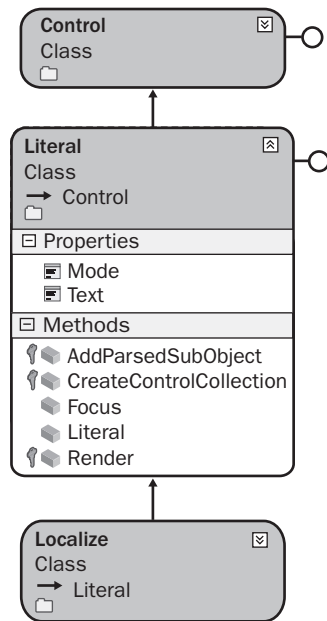 Control
Class
Literal
Class
Control
Properties
Mode
Text
Methods
AddParsedSubObject
CreateControlCollection
Focus
Literal
Render
Localize
Class
Literal